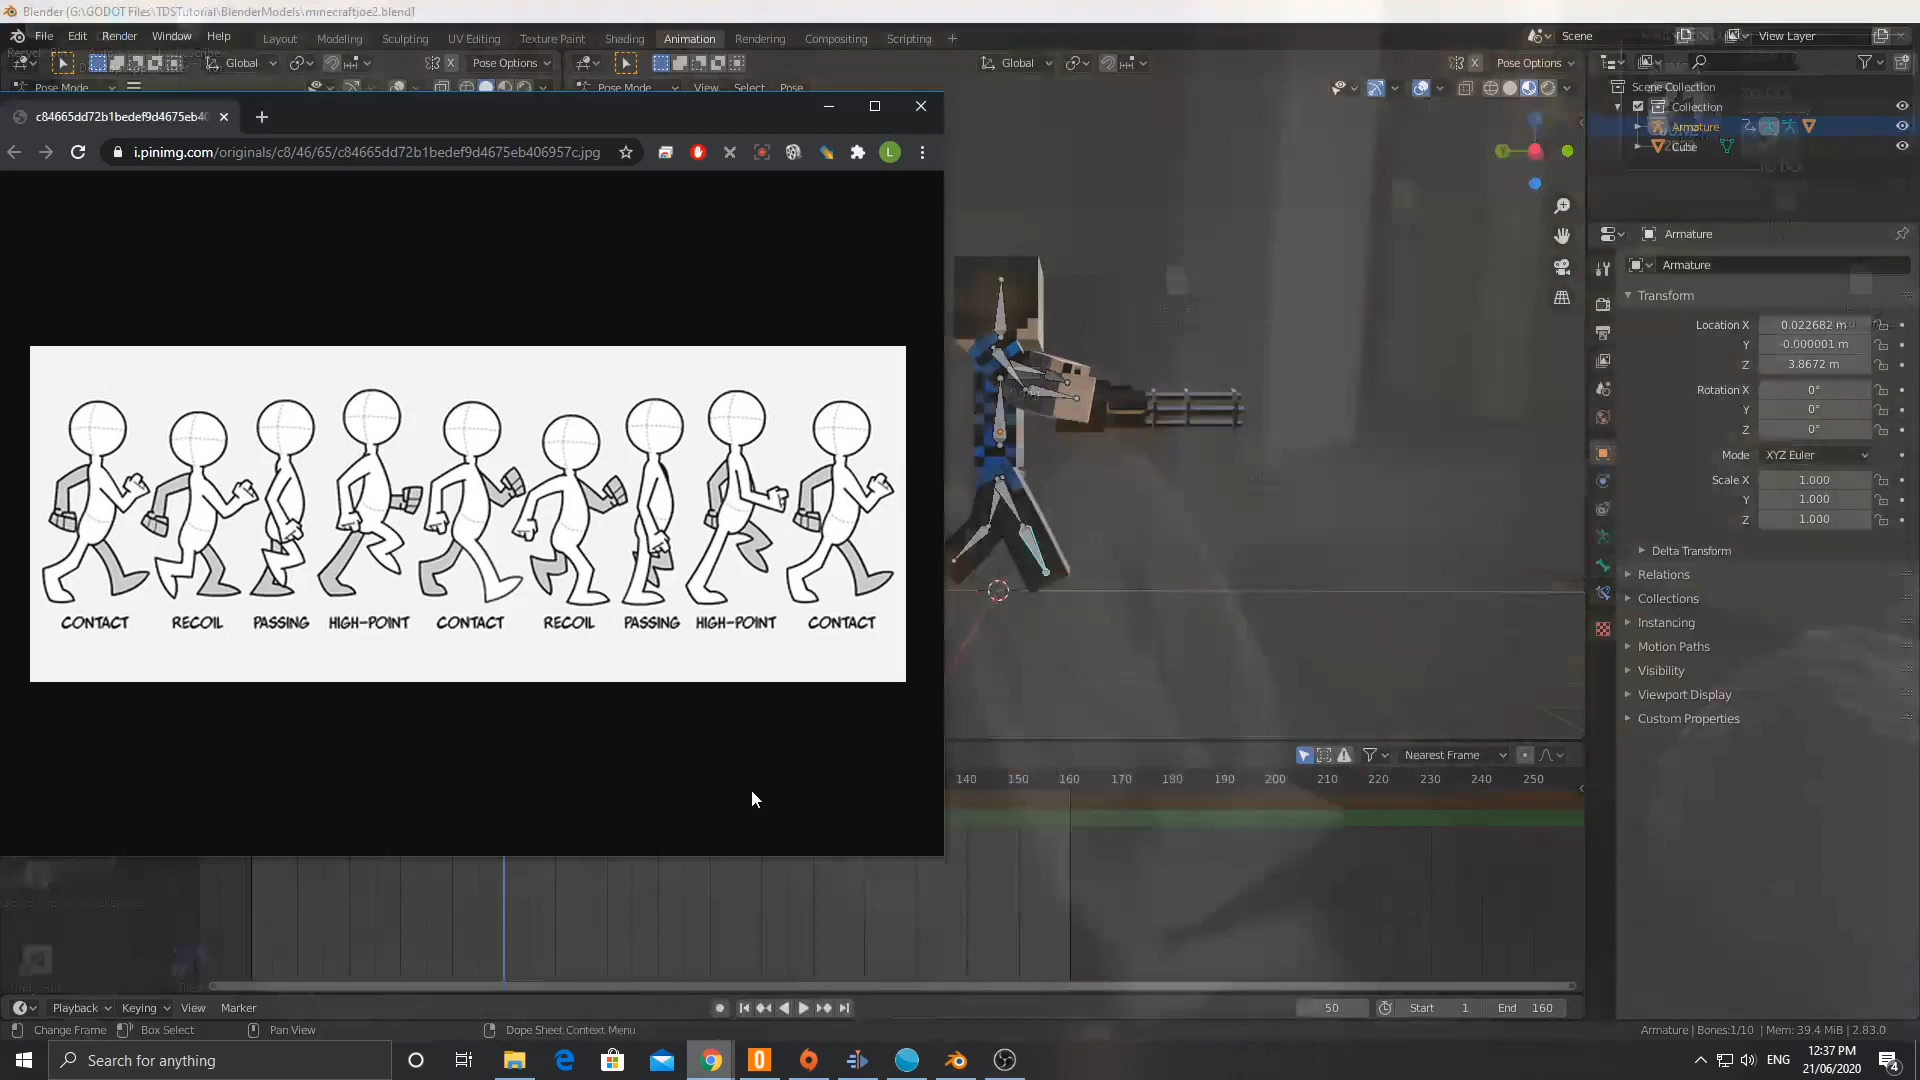 Blender [G:\GODOT Files\TDSTutorial\BlenderModels\minecraftjoe2.blend]
File Edit Render Window Help Layout Modeling Sculpting UV Editing Texture Paint Shading Animation Rendering Compositing Scripting + Scene View Layer
Global Pose Options Global Pose Options
Pose Mode Pose Mode View Select Pose
Scene Collection
Collection
Armature
Cube
c84665dd72b1bedef9d4675eb40
i.pinimg.com/originals/c8/46/65/c84665dd72b1bedef9d4675eb406957c.jpg L
CONTACT RECOIL PASSING HIGH-POINT CONTACT RECOIL PASSING HIGH-POINT CONTACT
Y
Armature
Armature
Transform
Location X 0.022682 m
Y -0.000001 m
Z 3.8672 m
Rotation X 0°
Y 0°
Z 0°
Mode XYZ Euler
Scale X 1.000
Y 1.000
Z 1.000
Delta Transform
Relations
Collections
Instancing
Motion Paths
Visibility
Viewport Display
Custom Properties
Nearest Frame
140 150 160 170 180 190 200 210 220 230 240 250
Playback Keying View Marker 50 Start 1 End 160
Change Frame Box Select Pan View Dope Sheet Context Menu Armature | Bones:1/10 | Mem: 39.4 MiB | 2.83.0
Search for anything ENG 12:37 PM
21/06/2020 4